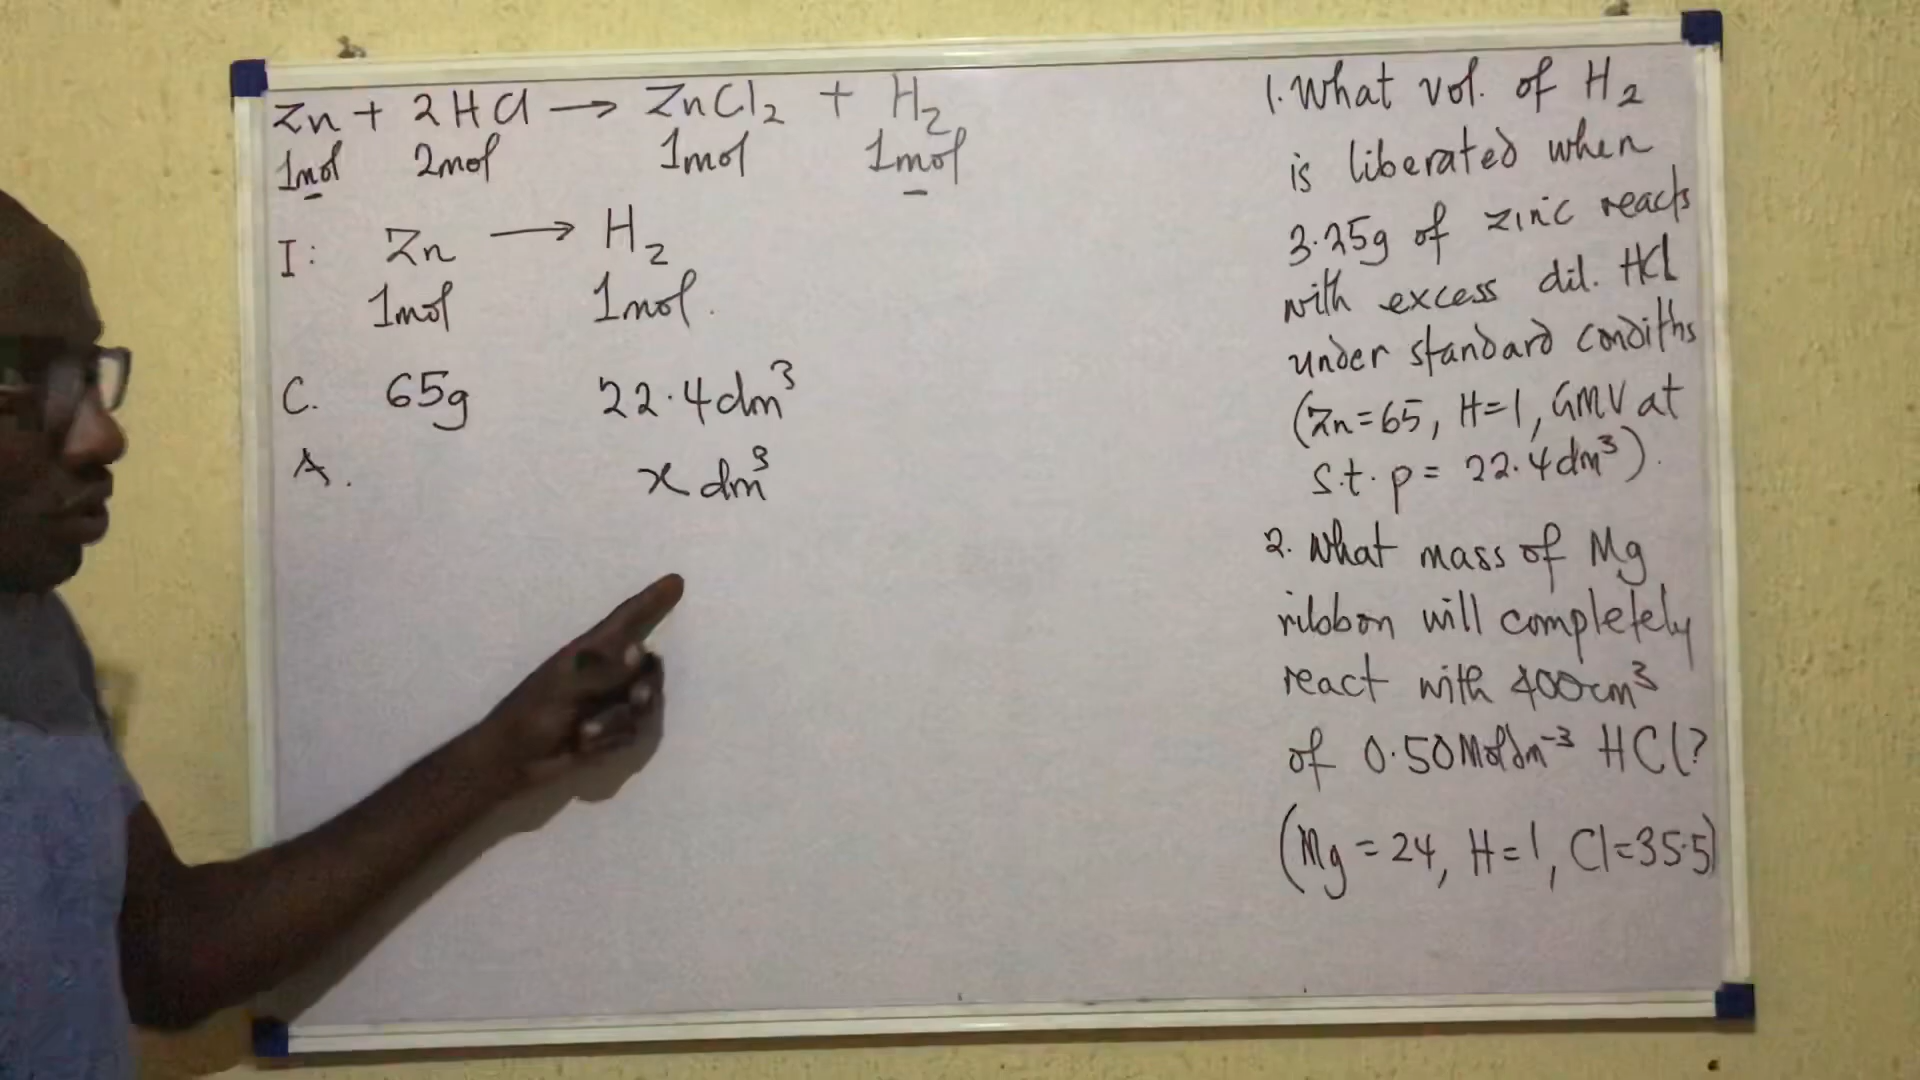 Zn + 2HCl → ZnCl₂ + H₂
1mol 2mol 1mol 1mol
I: Zn → H₂
1mol 1mol.
C. 65g 22.4dm³
A. x dm³
1. What vol. of H₂
is liberated when
3.25g of zinc reacts
with excess dil. HCl
under standard condiths
(Zn=65, H=1, GMV at
s.t.p = 22.4dm³).
2. What mass of Mg
ribbon will completely
react with 400cm³
of 0.50Moldm⁻³ HCl?
(Mg = 24, H=1, Cl=35.5)